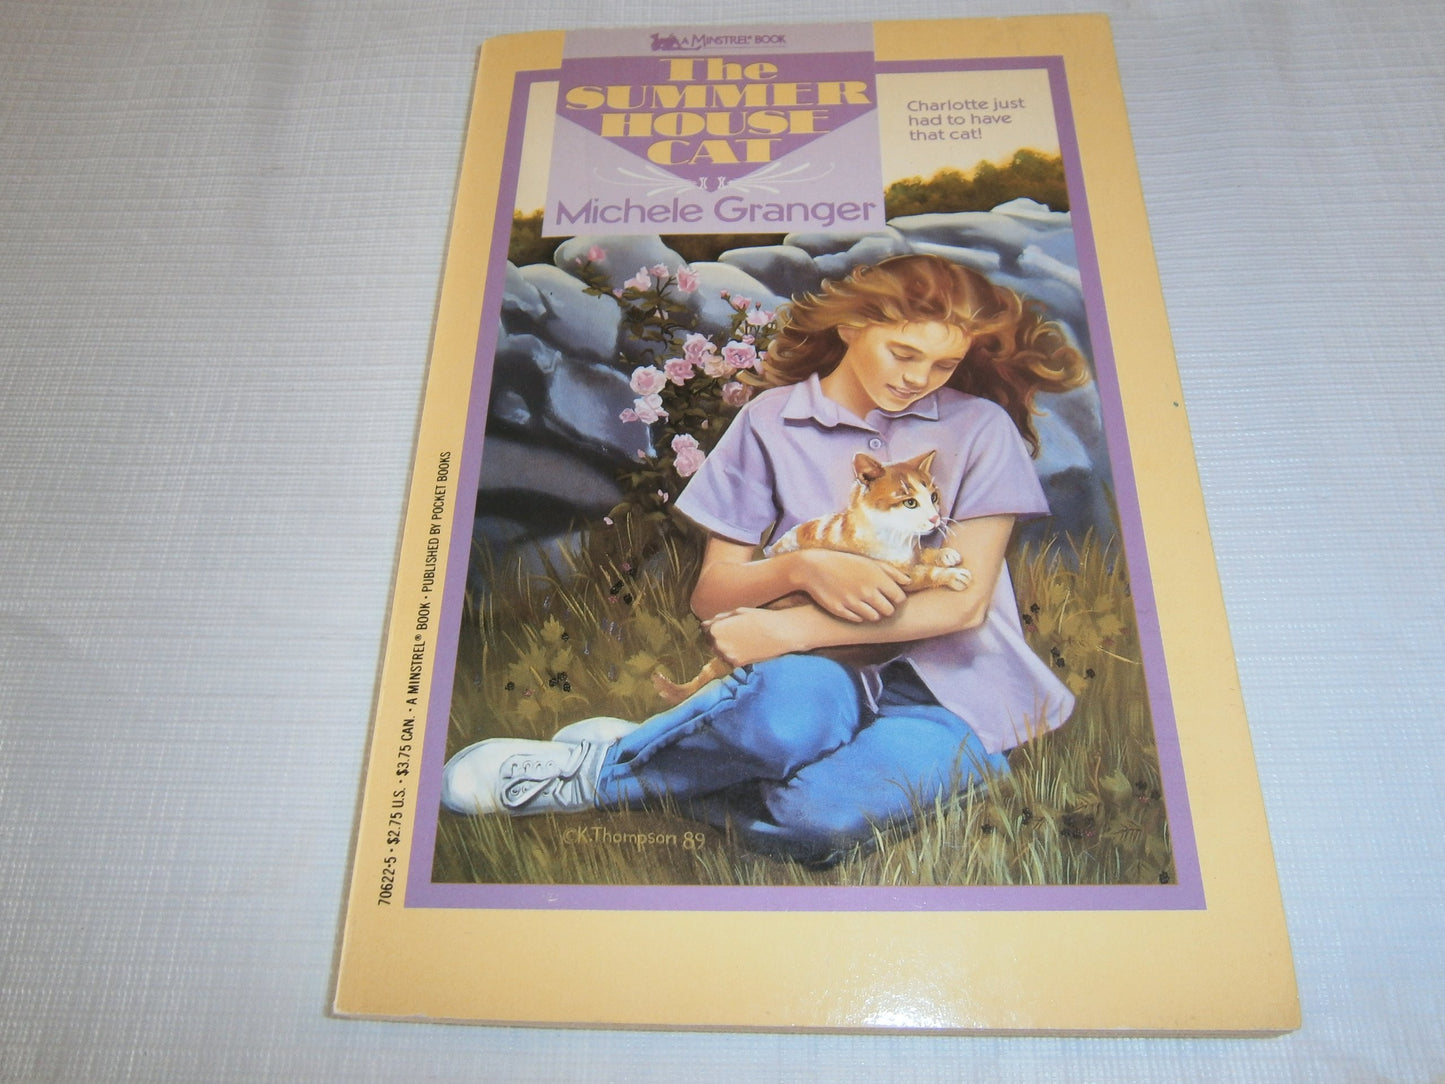 A MINSTREL® BOOK
The
SUMMER
HOUSE
CAT
Michele Granger
Charlotte just
had to have
that cat!
70622-5 • $2.75 U.S. • $3.75 CAN. • A MINSTREL® BOOK • PUBLISHED BY POCKET BOOKS
©K.Thompson 89